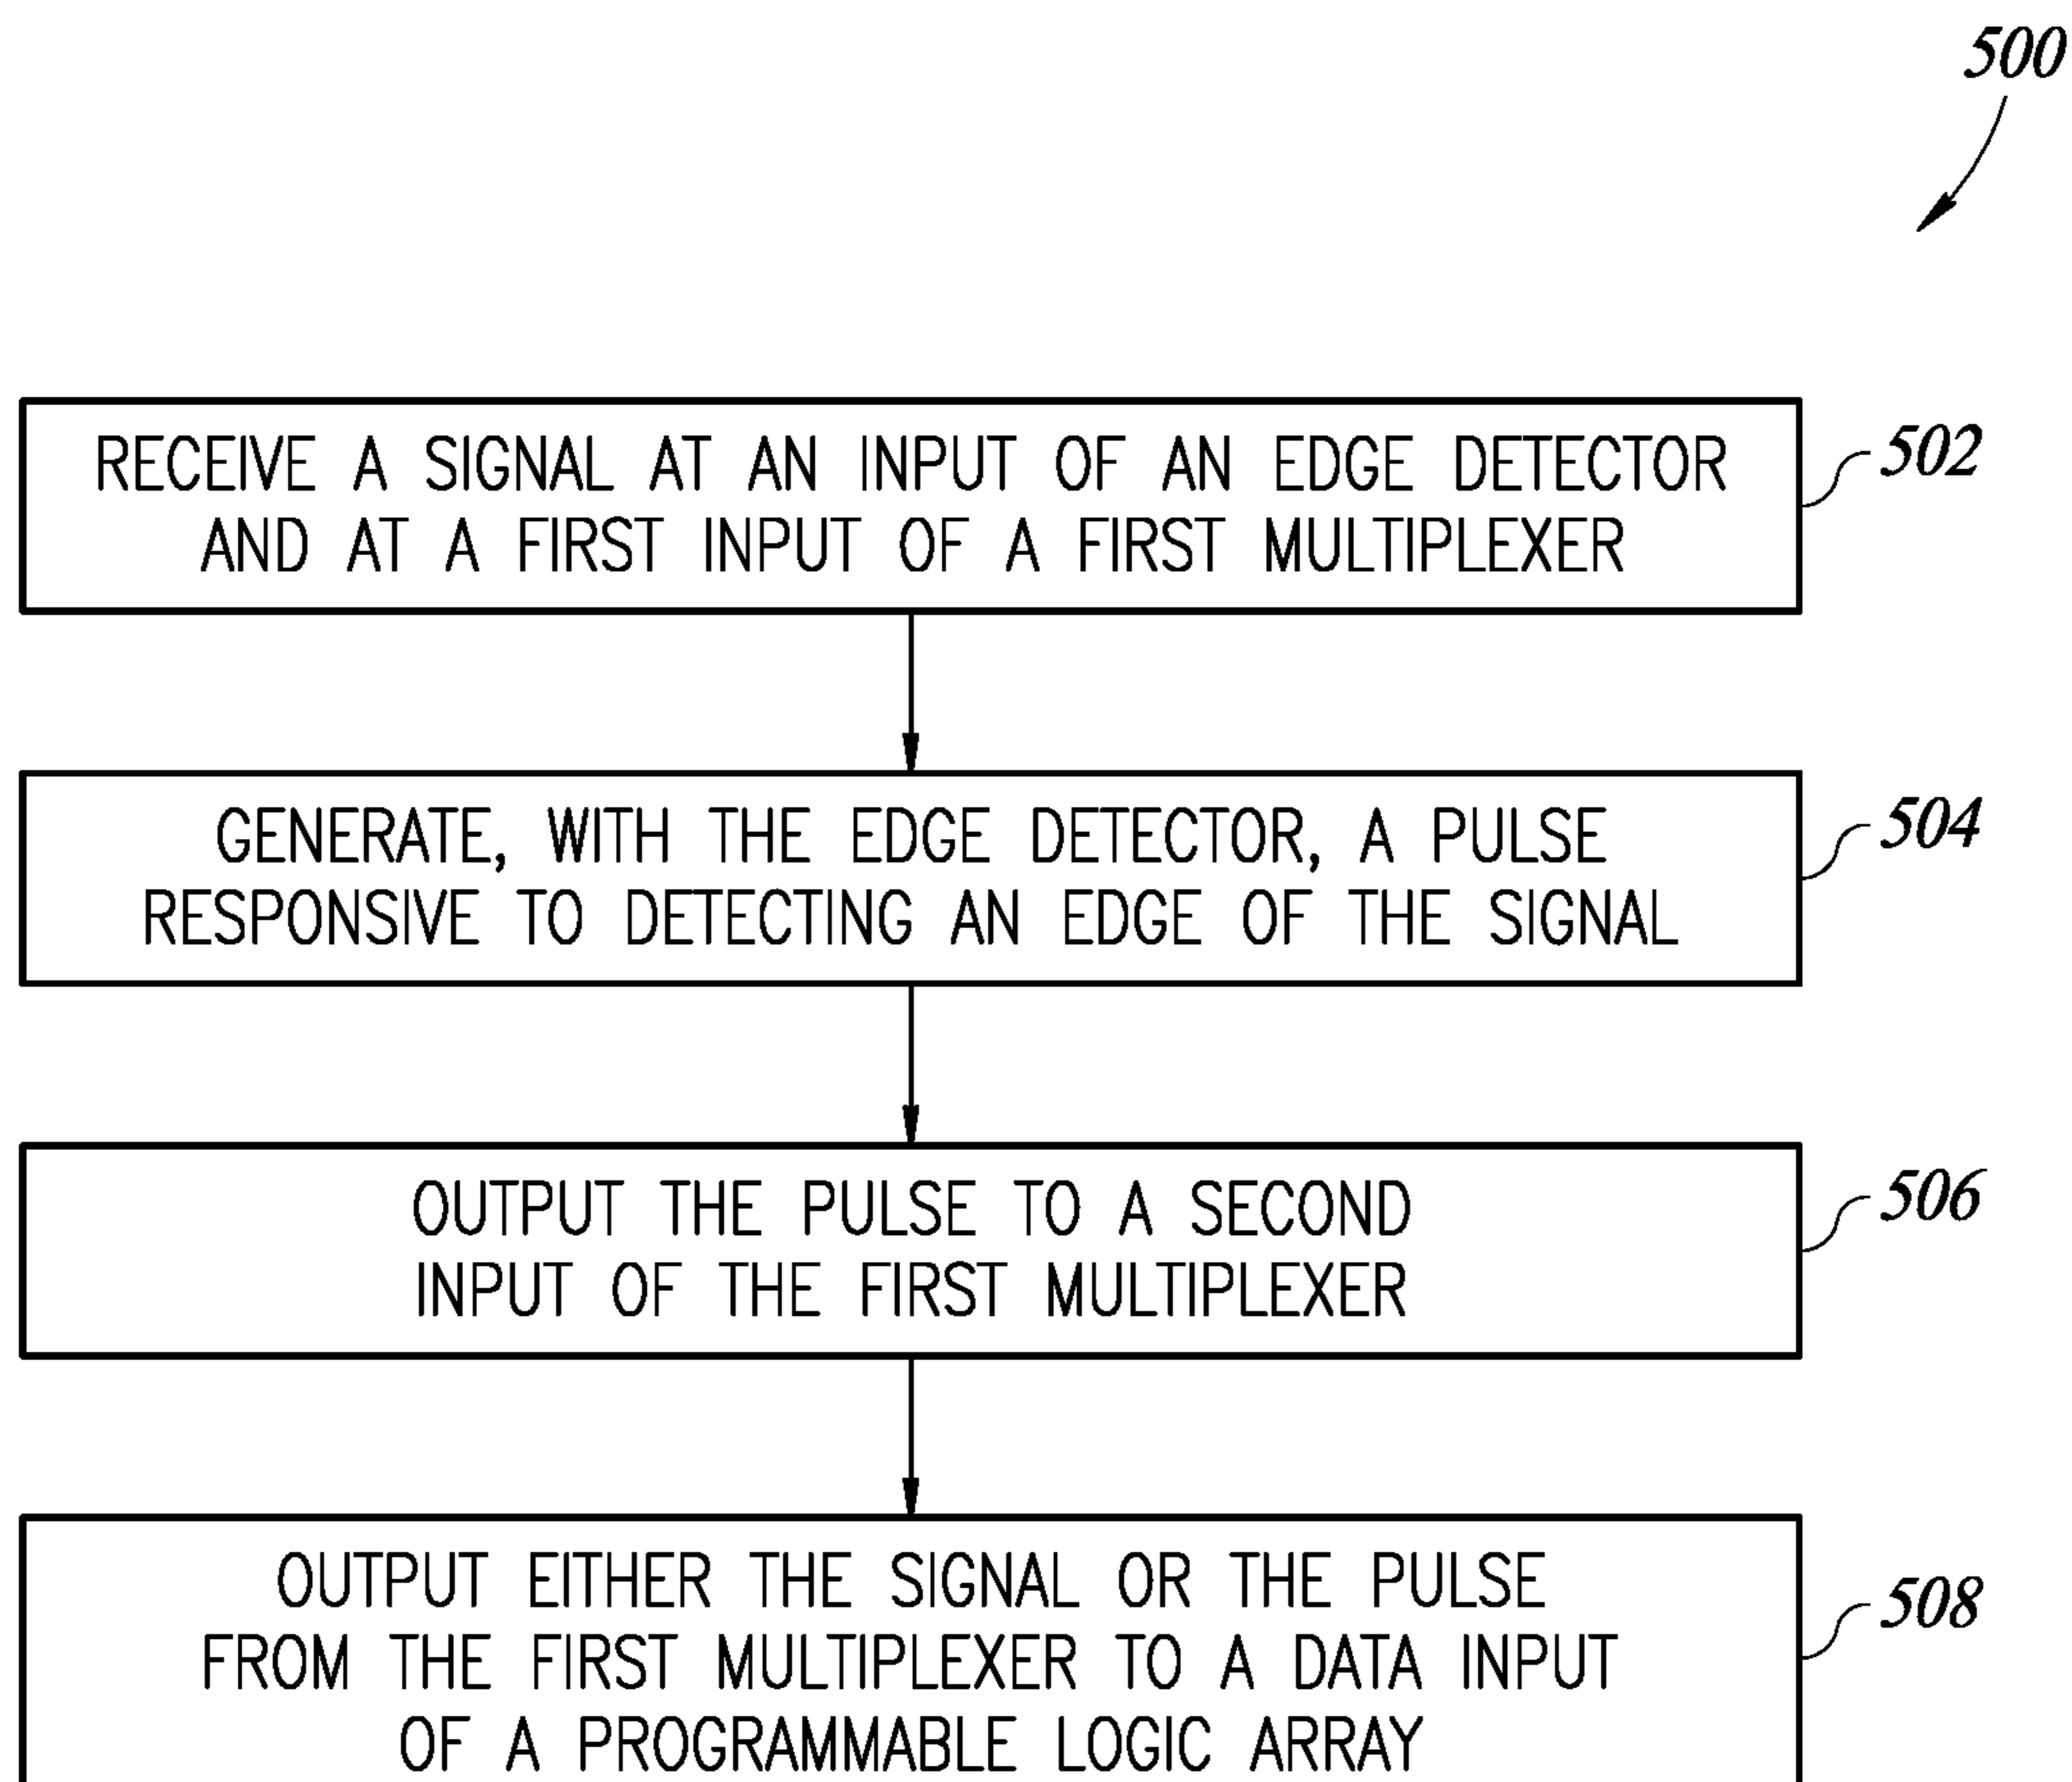 500
RECEIVE A SIGNAL AT AN INPUT OF AN EDGE DETECTOR
AND AT A FIRST INPUT OF A FIRST MULTIPLEXER
502
GENERATE, WITH THE EDGE DETECTOR, A PULSE
RESPONSIVE TO DETECTING AN EDGE OF THE SIGNAL
504
OUTPUT THE PULSE TO A SECOND
INPUT OF THE FIRST MULTIPLEXER
506
OUTPUT EITHER THE SIGNAL OR THE PULSE
FROM THE FIRST MULTIPLEXER TO A DATA INPUT
OF A PROGRAMMABLE LOGIC ARRAY
508